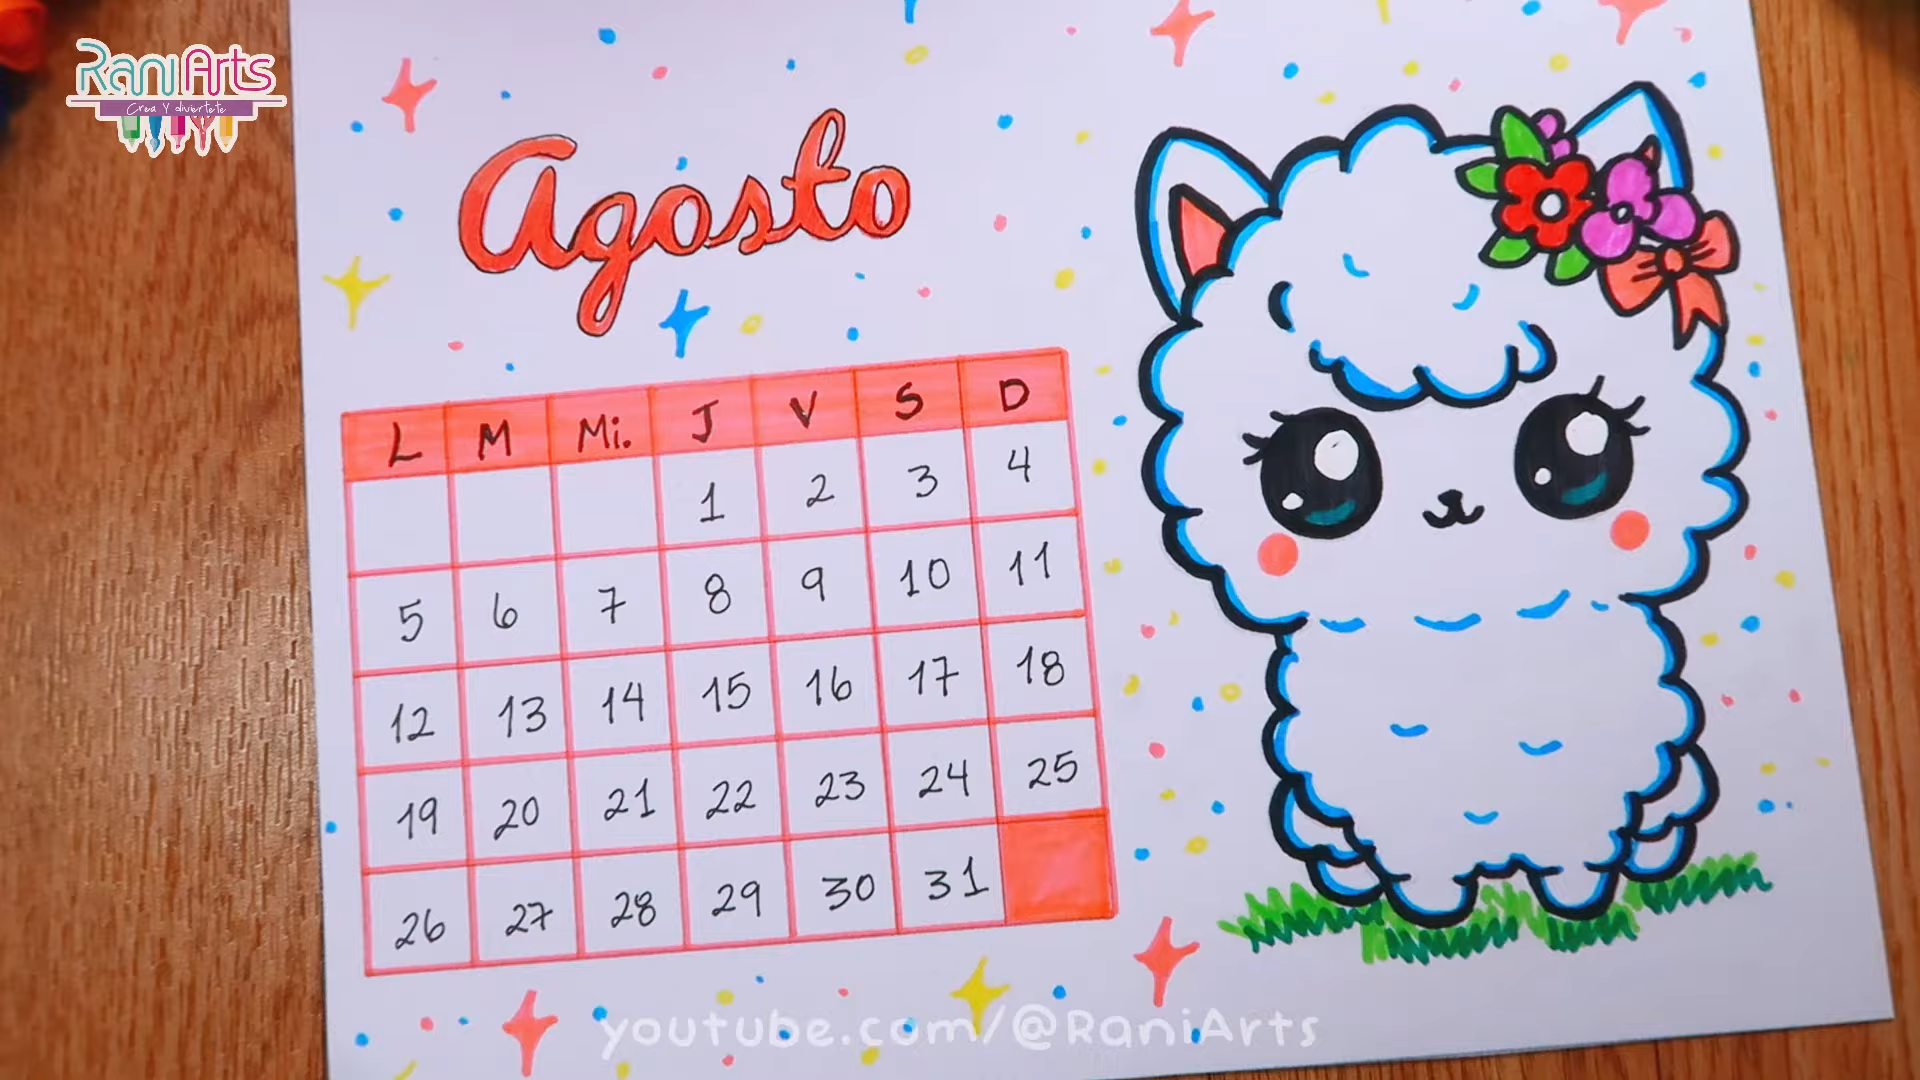 RaniArts
Crea Y diviertete
Agosto
L M Mi. J V S D
1 2 3 4
5 6 7 8 9 10 11
12 13 14 15 16 17 18
19 20 21 22 23 24 25
26 27 28 29 30 31
youtube.com/@RaniArts